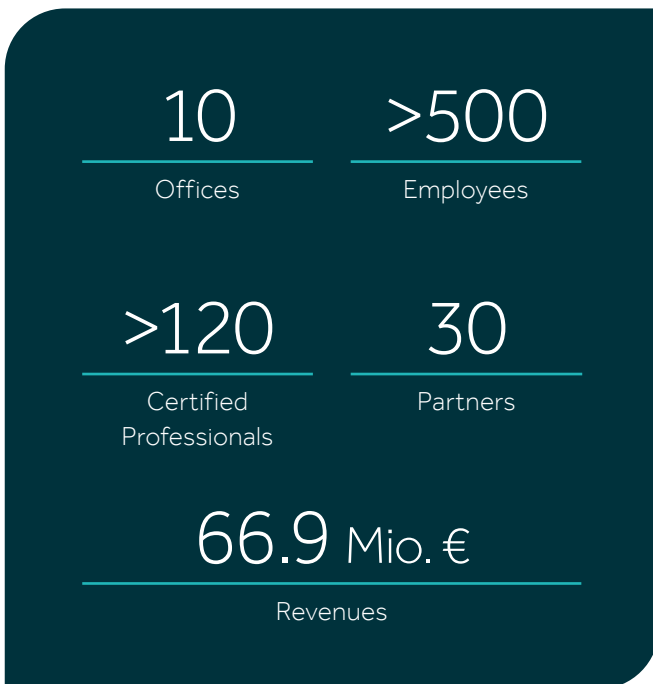 10
Offices
>500
Employees
>120
Certified
Professionals
30
Partners
66.9 Mio. €
Revenues